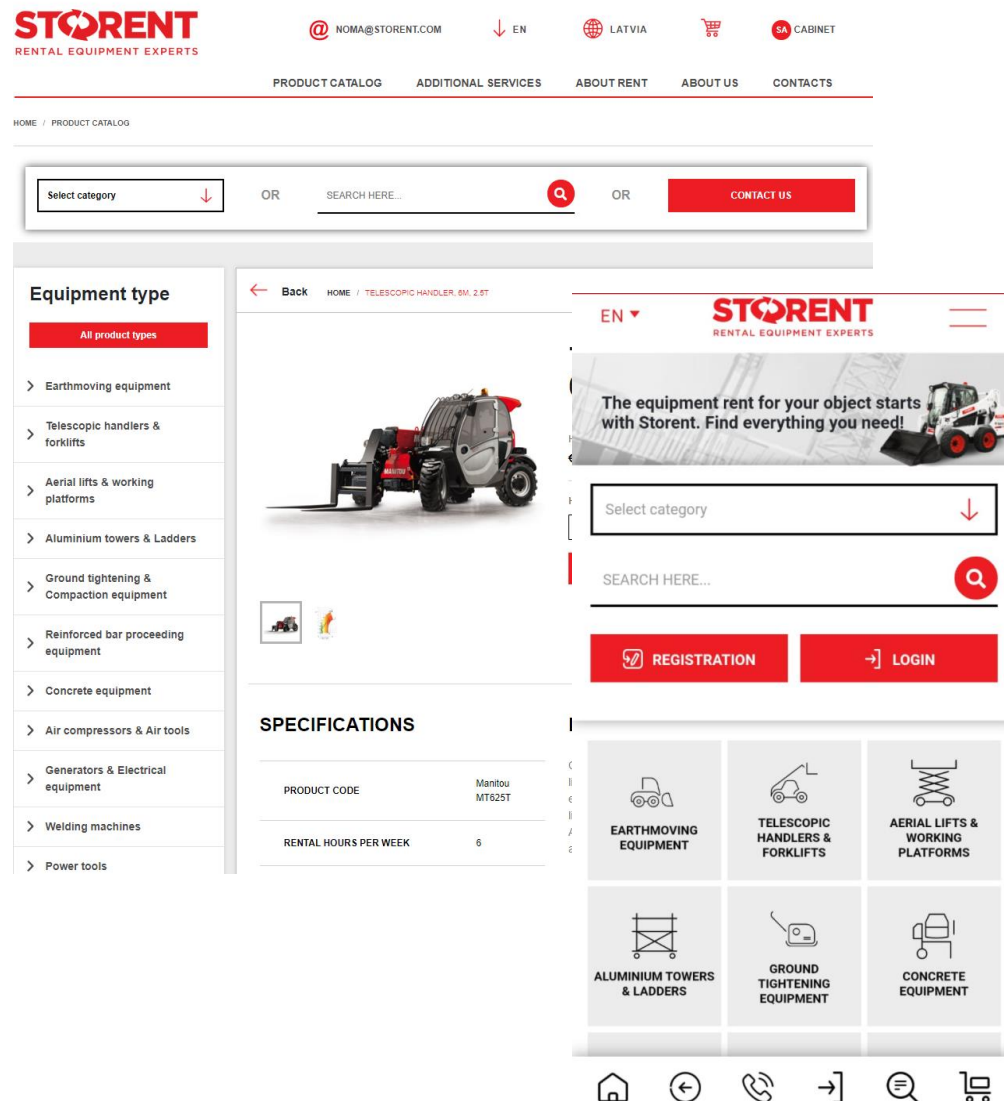 STORENT
RENTAL EQUIPMENT EXPERTS
@ NOMA@STORENT.COM
EN
LATVIA
SA CABINET
PRODUCT CATALOG
ADDITIONAL SERVICES
ABOUT RENT
ABOUT US
CONTACTS
HOME / PRODUCT CATALOG
Select category
OR
SEARCH HERE...
OR
CONTACT US
Equipment type
All product types
Earthmoving equipment
Telescopic handlers &
forklifts
Aerial lifts & working
platforms
Aluminium towers & Ladders
Ground tightening &
Compaction equipment
Reinforced bar proceeding
equipment
Concrete equipment
Air compressors & Air tools
Generators & Electrical
equipment
Welding machines
Power tools
Back
HOME / TELESCOPIC HANDLER, 6M, 2.5T
MANITOU
SPECIFICATIONS
PRODUCT CODE
Manitou
MT625T
RENTAL HOURS PER WEEK
6
EN
STORENT
RENTAL EQUIPMENT EXPERTS
The equipment rent for your object starts
with Storent. Find everything you need!
Select category
SEARCH HERE...
REGISTRATION
LOGIN
EARTHMOVING
EQUIPMENT
TELESCOPIC
HANDLERS &
FORKLIFTS
AERIAL LIFTS &
WORKING
PLATFORMS
ALUMINIUM TOWERS
& LADDERS
GROUND
TIGHTENING
EQUIPMENT
CONCRETE
EQUIPMENT